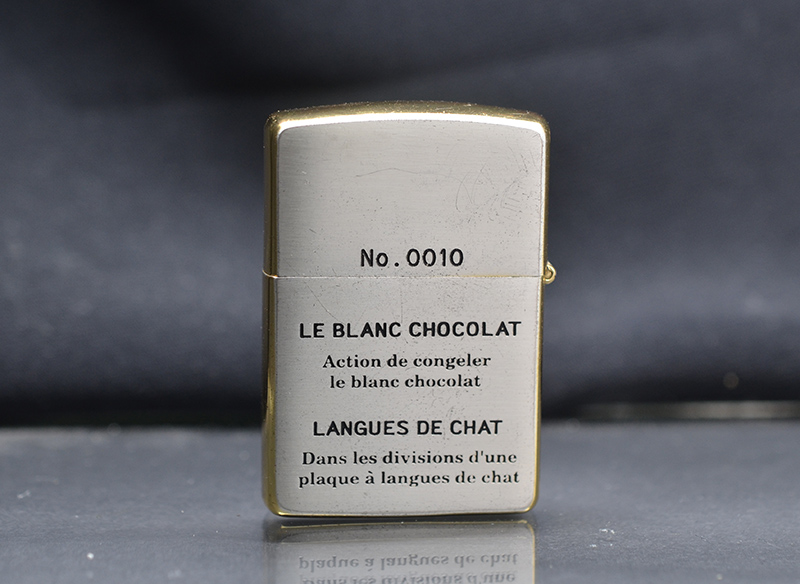 No.0010
LE BLANC CHOCOLAT
Action de congeler
le blanc chocolat
LANGUES DE CHAT
Dans les divisions d'une
plaque à langues de chat